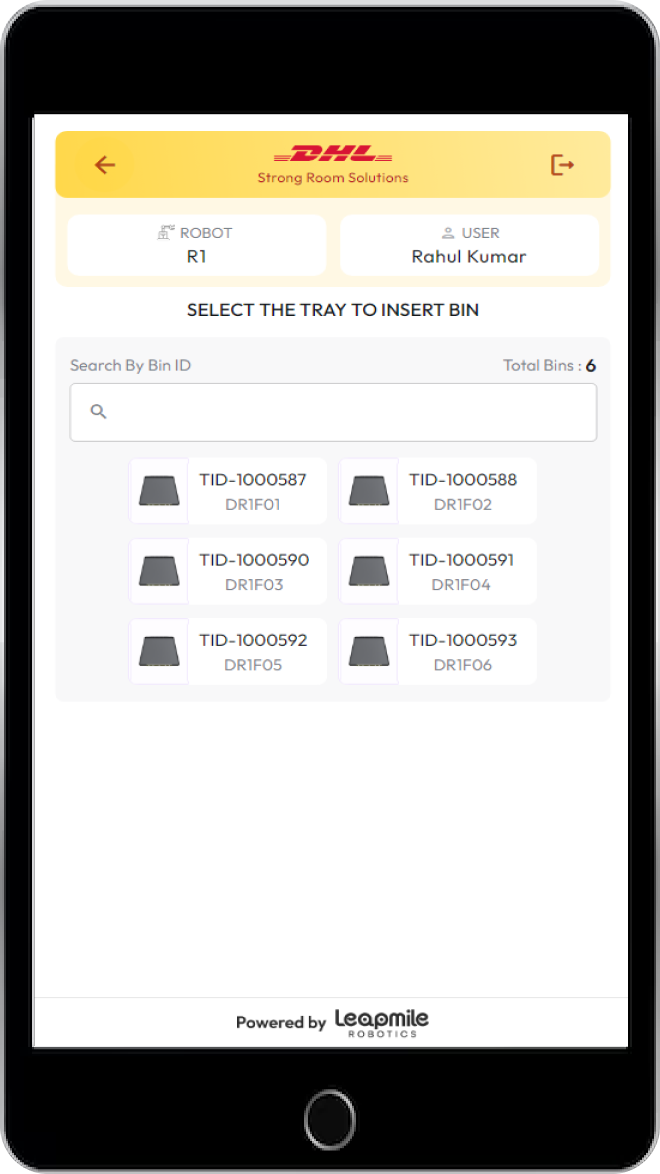 DHL
Strong Room Solutions
ROBOT
R1
USER
Rahul Kumar
SELECT THE TRAY TO INSERT BIN
Search By Bin ID
Total Bins : 6
TID-1000587
DR1F01
TID-1000588
DR1F02
TID-1000590
DR1F03
TID-1000591
DR1F04
TID-1000592
DR1F05
TID-1000593
DR1F06
Powered by Leapmile
ROBOTICS